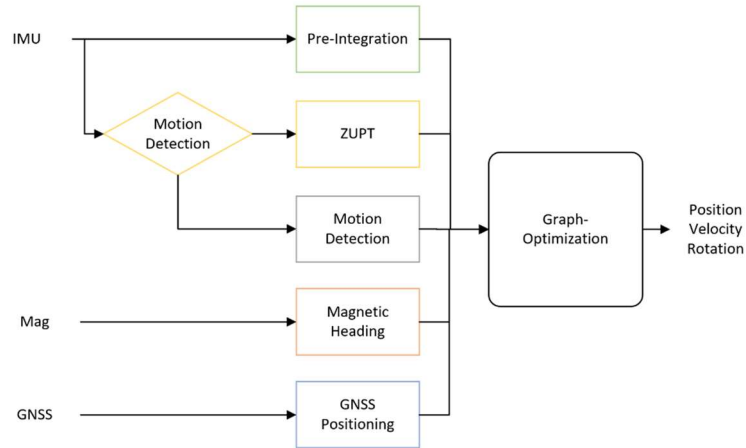 IMU
Pre-Integration
Motion
Detection
ZUPT
Motion
Detection
Graph-
Optimization
Position
Velocity
Rotation
Mag
Magnetic
Heading
GNSS
GNSS
Positioning